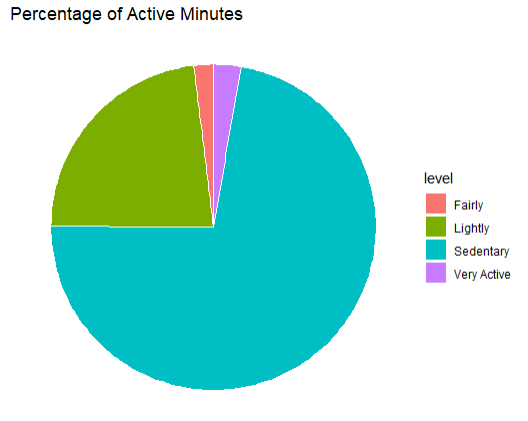 Percentage of Active Minutes
level
Fairly
Lightly
Sedentary
Very Active